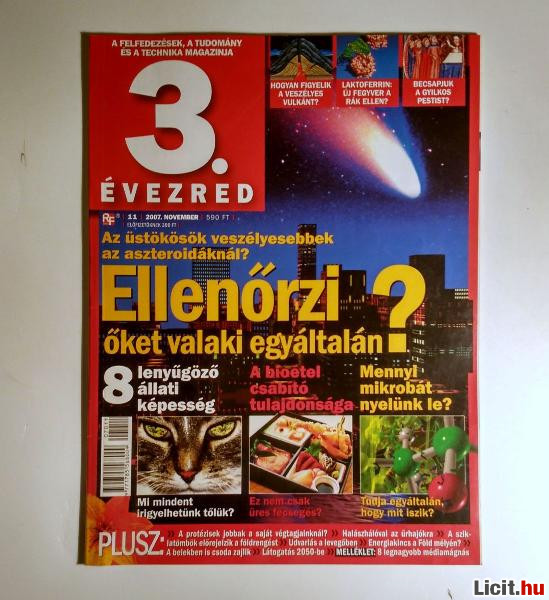 A FELFEDEZÉSEK, A TUDOMÁNY
ÉS A TECHNIKA MAGAZINJA
3.
ÉVEZRED
HOGYAN FIGYELIK
A VESZÉLYES
VULKÁNT?
LAKTOFERRIN:
ÚJ FEGYVER A
RÁK ELLEN?
BECSAPJUK
A GYILKOS
PESTIST?
RF 11 2007. NOVEMBER 590 FT
ELŐFIZETŐKNEK
Az üstökösök veszélyesebbek
az aszteroidáknál?
Ellenőrzi
őket valaki egyáltalán?
8 lenyűgöző
állati
képesség
A bioétel
csábító
tulajdonsága
Mennyi
mikrobát
nyelünk le?
Mi mindent
irigyelhetünk tőlük?
Ez nem csak
üres fecsegés?
Tudja egyáltalán,
hogy mit iszik?
PLUSZ:
A protézisek jobbak a saját végtagjainknál? Halászhálóval az űrhajókra A szik-
latömbök előrejelzik a földrengést Udvarlás a levegőben Energiakincs a Föld mélyén?
A belekben is csoda zajlik Látogatás 2050-be MELLÉKLET: 8 legnagyobb médiamágnás
Licit.hu